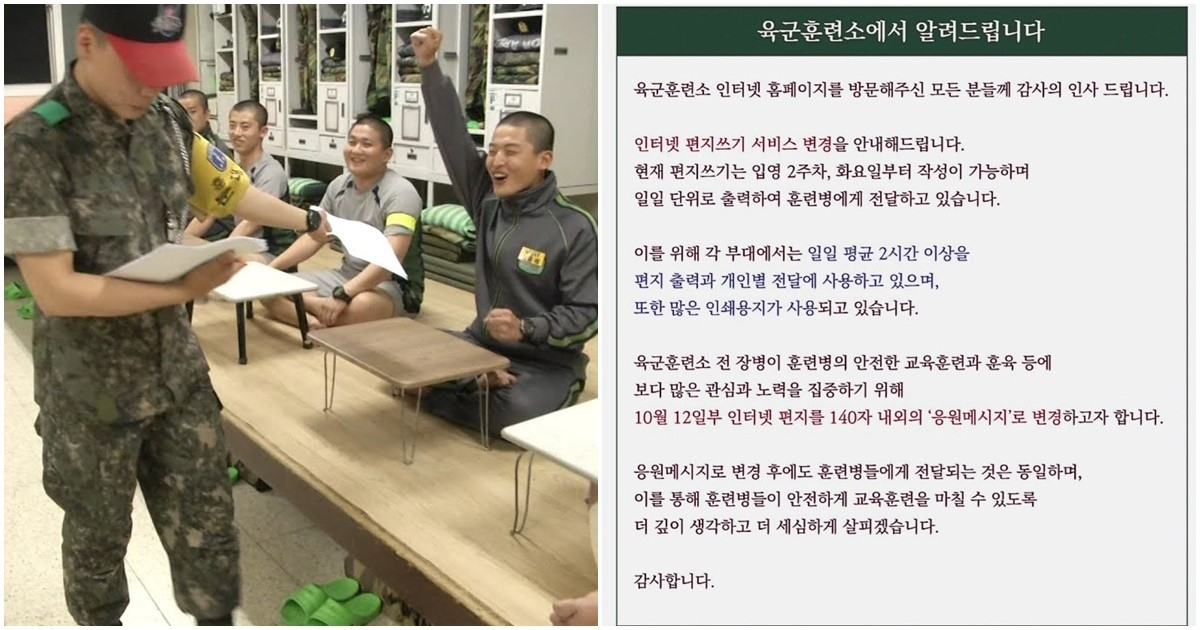 육군훈련소에서 알려드립니다
육군훈련소 인터넷 홈페이지를 방문해주신 모든 분들께 감사의 인사 드립니다.
인터넷 편지쓰기 서비스 변경을 안내해드립니다.
현재 편지쓰기는 입영 2주차, 화요일부터 작성이 가능하며
일일 단위로 출력하여 훈련병에게 전달하고 있습니다.
이를 위해 각 부대에서는 일일 평균 2시간 이상을
편지 출력과 개인별 전달에 사용하고 있으며,
또한 많은 인쇄용지가 사용되고 있습니다.
육군훈련소 전 장병이 훈련병의 안전한 교육훈련과 훈육 등에
보다 많은 관심과 노력을 집중하기 위해
10월 12일부 인터넷 편지를 140자 내외의 ‘응원메시지’로 변경하고자 합니다.
응원메시지로 변경 후에도 훈련병들에게 전달되는 것은 동일하며,
이를 통해 훈련병들이 안전하게 교육훈련을 마칠 수 있도록
더 깊이 생각하고 더 세심하게 살피겠습니다.
감사합니다.